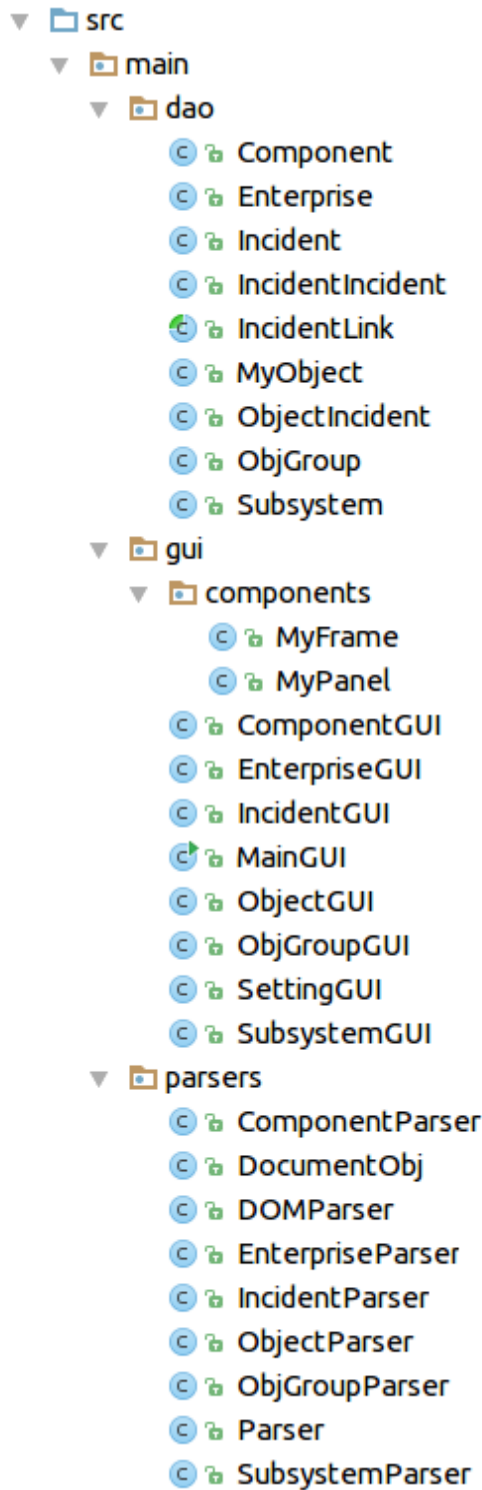 src
main
dao
Component
Enterprise
Incident
IncidentIncident
IncidentLink
MyObject
ObjectIncident
ObjGroup
Subsystem
gui
components
MyFrame
MyPanel
ComponentGUI
EnterpriseGUI
IncidentGUI
MainGUI
ObjectGUI
ObjGroupGUI
SettingGUI
SubsystemGUI
parsers
ComponentParser
DocumentObj
DOMParser
EnterpriseParser
IncidentParser
ObjectParser
ObjGroupParser
Parser
SubsystemParser